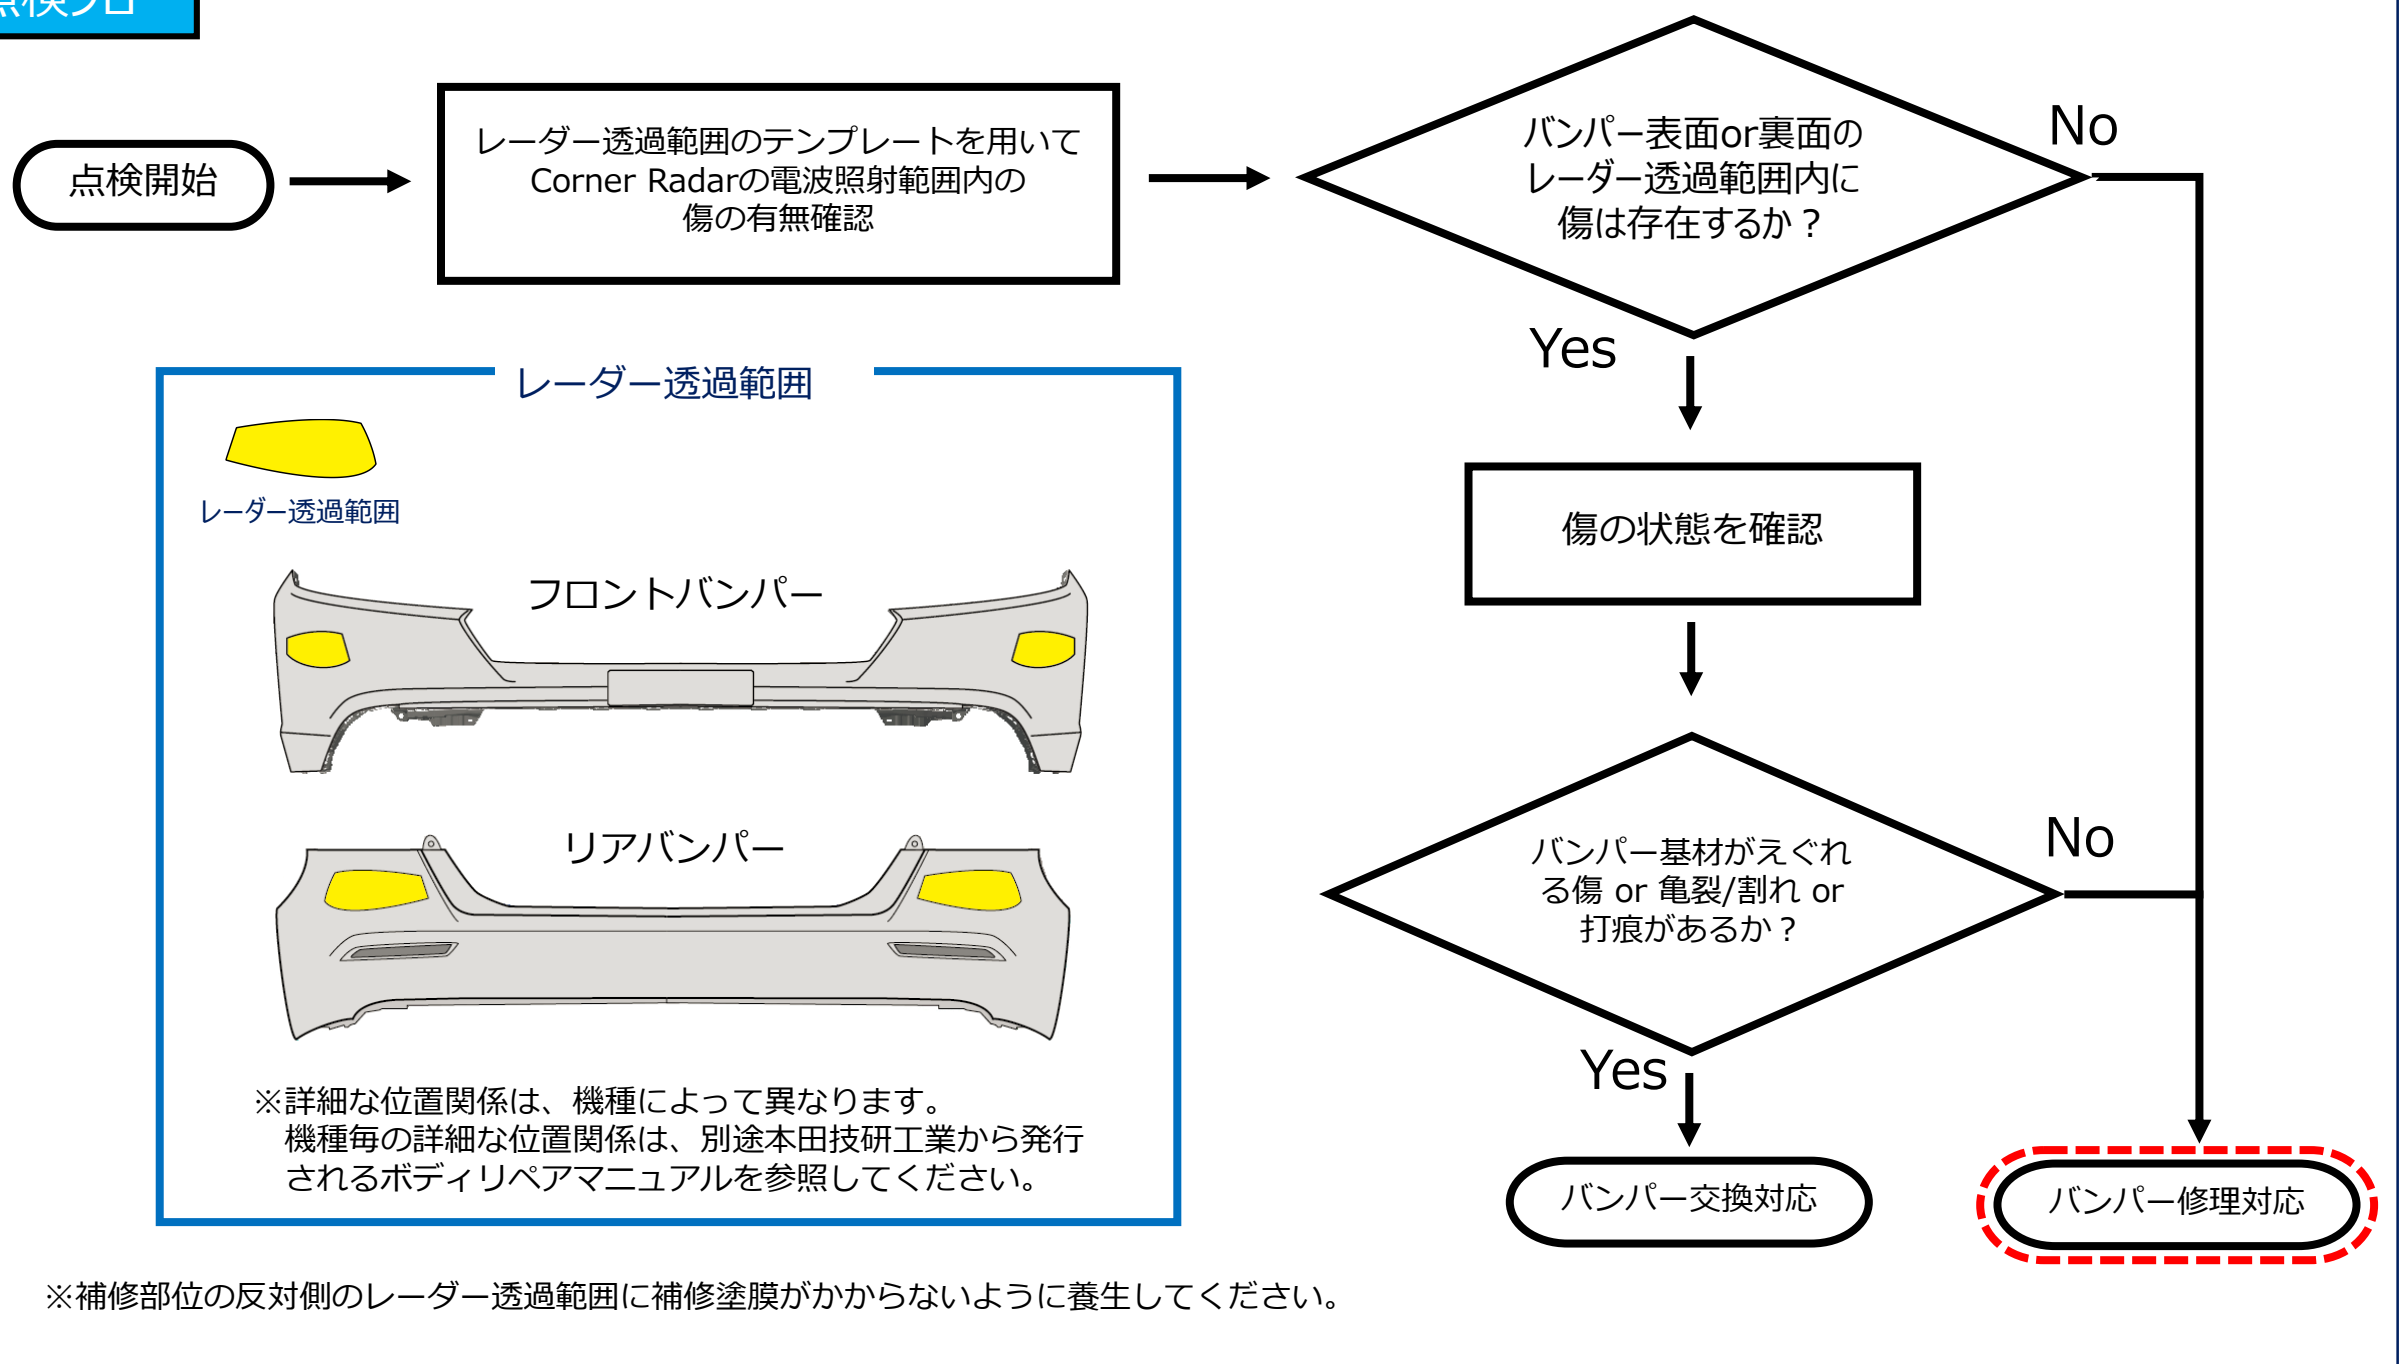 点検フロー
点検開始
レーダー透過範囲のテンプレートを用いて
Corner Radarの電波照射範囲内の
傷の有無確認
バンパー表面or裏面の
レーダー透過範囲内に
傷は存在するか？
No
Yes
傷の状態を確認
バンパー基材がえぐれ
る傷 or 亀裂/割れ or
打痕があるか？
No
Yes
バンパー交換対応
バンパー修理対応
レーダー透過範囲
レーダー透過範囲
フロントバンパー
リアバンパー
※詳細な位置関係は、機種によって異なります。
機種毎の詳細な位置関係は、別途本田技研工業から発行
されるボディリペアマニュアルを参照してください。
※補修部位の反対側のレーダー透過範囲に補修塗膜がかからないように養生してください。